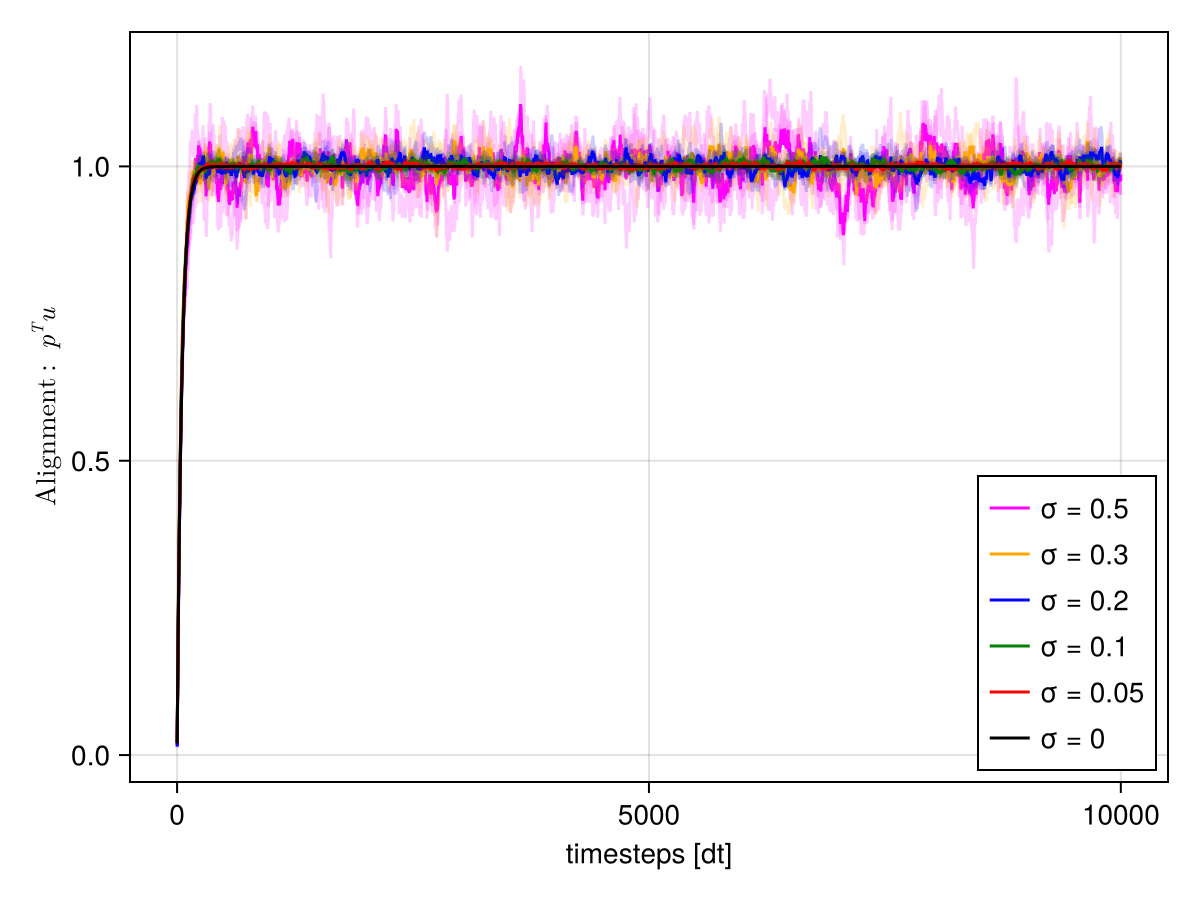 1.0
0.5
0.0
Alignment: p^T u
σ = 0.5
σ = 0.3
σ = 0.2
σ = 0.1
σ = 0.05
σ = 0
0 5000 10000
timesteps [dt]